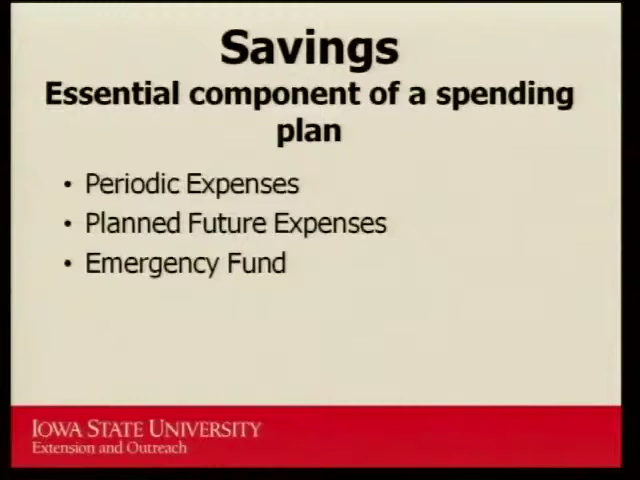 Savings
Essential component of a spending
plan
• Periodic Expenses
• Planned Future Expenses
• Emergency Fund
IOWA STATE UNIVERSITY
Extension and Outreach